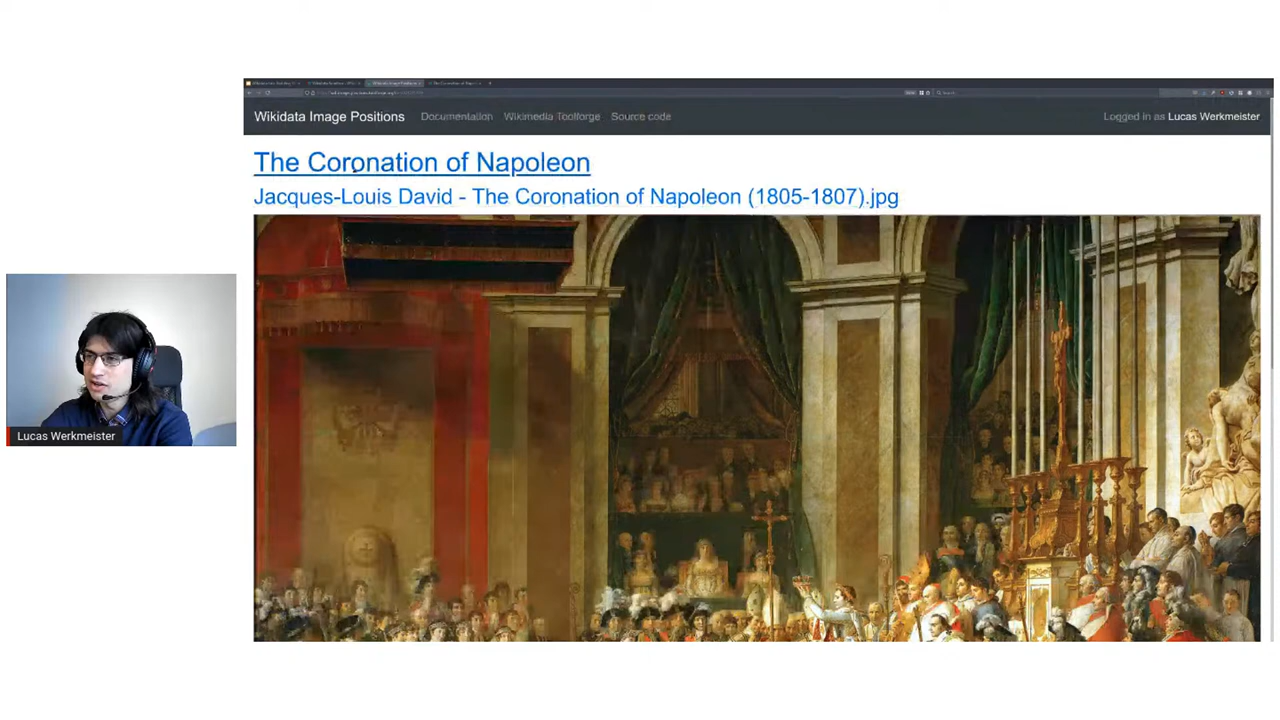 Wikidata Image Positions Documentation Wikimedia Toolforge Source code Logged in as Lucas Werkmeister
The Coronation of Napoleon
Jacques-Louis David - The Coronation of Napoleon (1805-1807).jpg
Lucas Werkmeister